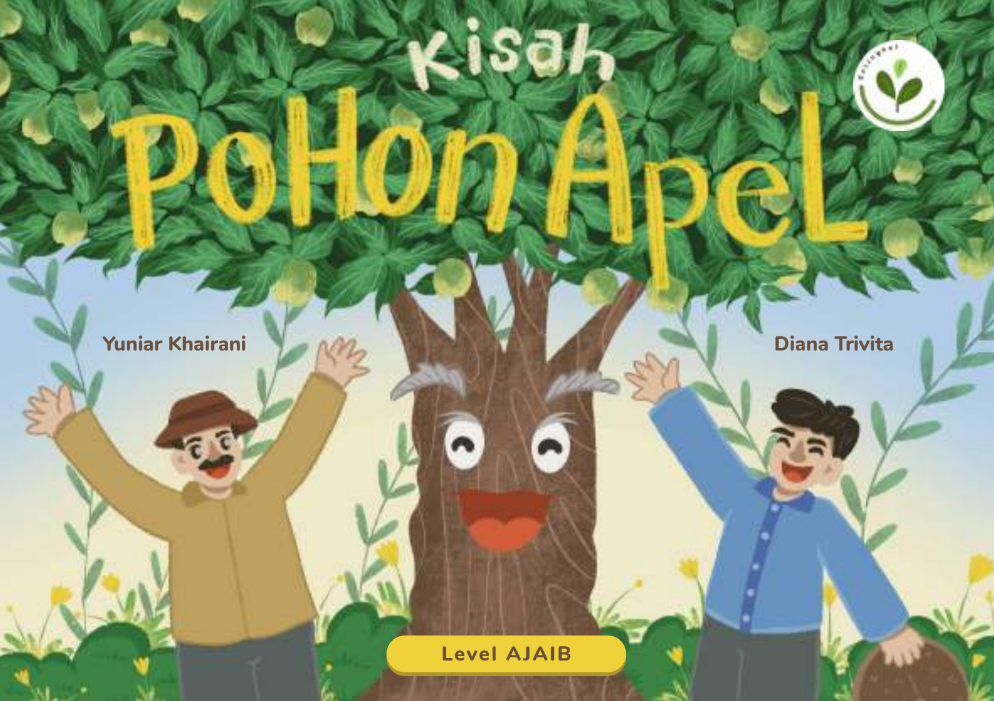 Kisah
PoHon ApeL
Yuniar Khairani
Diana Trivita
Level AJAIB